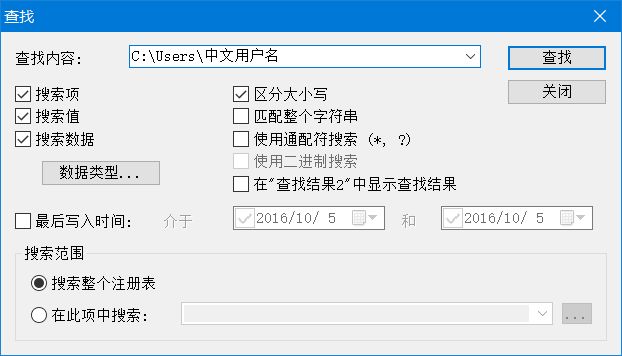 查找
查找内容：
C:\Users\中文用户名
查找
关闭
搜索项
搜索值
搜索数据
数据类型...
区分大小写
匹配整个字符串
使用通配符搜索 (*, ?)
使用二进制搜索
在"查找结果2"中显示查找结果
最后写入时间：
介于
2016/10/ 5
和
2016/10/ 5
搜索范围
搜索整个注册表
在此项中搜索：
...